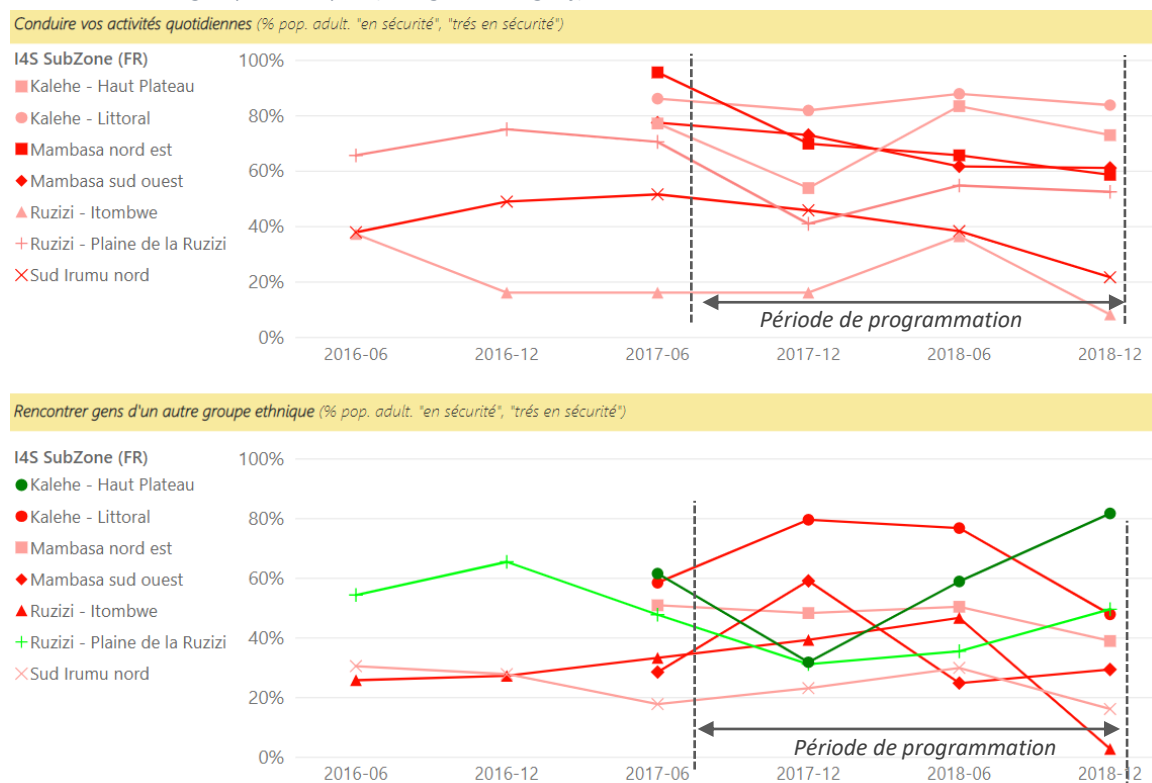 Conduire vos activités quotidiennes (% pop. adult. "en sécurité", "trés en sécurité")
I4S SubZone (FR)
Kalehe - Haut Plateau
Kalehe - Littoral
Mambasa nord est
Mambasa sud ouest
Ruzizi - Itombwe
Ruzizi - Plaine de la Ruzizi
Sud Irumu nord
100%
80%
60%
40%
20%
0%
Période de programmation
2016-06 2016-12 2017-06 2017-12 2018-06 2018-12
Rencontrer gens d'un autre groupe ethnique (% pop. adult. "en sécurité", "trés en sécurité")
I4S SubZone (FR)
Kalehe - Haut Plateau
Kalehe - Littoral
Mambasa nord est
Mambasa sud ouest
Ruzizi - Itombwe
Ruzizi - Plaine de la Ruzizi
Sud Irumu nord
100%
80%
60%
40%
20%
0%
Période de programmation
2016-06 2016-12 2017-06 2017-12 2018-06 2018-12